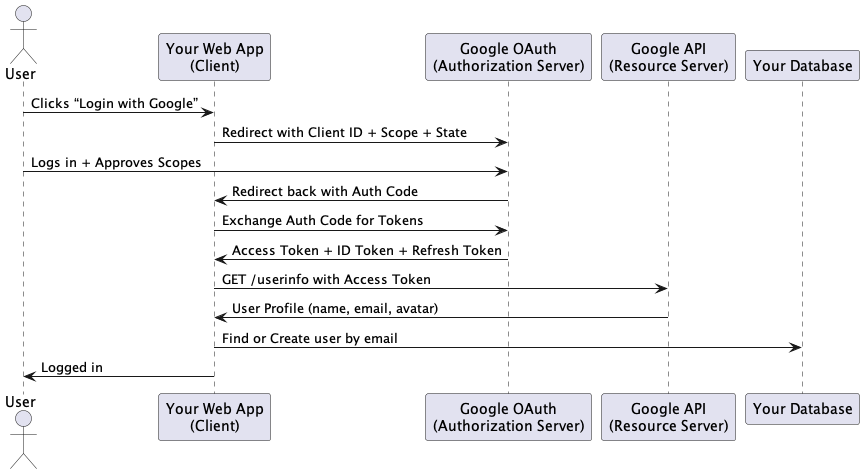 User
Your Web App
(Client)
Google OAuth
(Authorization Server)
Google API
(Resource Server)
Your Database
Clicks “Login with Google”
Redirect with Client ID + Scope + State
Logs in + Approves Scopes
Redirect back with Auth Code
Exchange Auth Code for Tokens
Access Token + ID Token + Refresh Token
GET /userinfo with Access Token
User Profile (name, email, avatar)
Find or Create user by email
Logged in
User
Your Web App
(Client)
Google OAuth
(Authorization Server)
Google API
(Resource Server)
Your Database